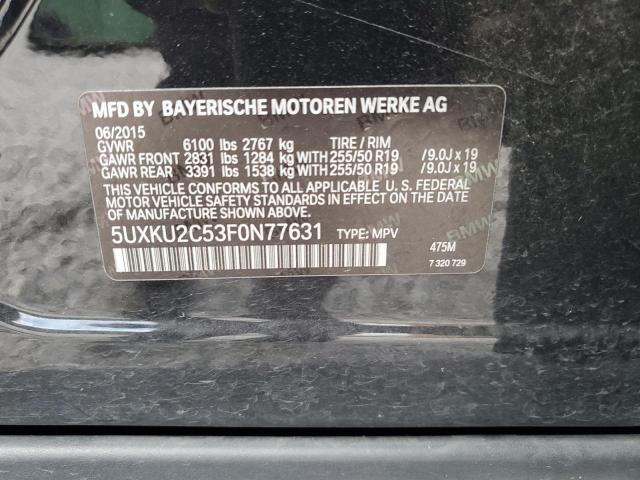 MFD BY BAYERISCHE MOTOREN WERKE AG
06/2015
GVWR 6100 lbs 2767 kg TIRE / RIM
GAWR FRONT 2831 lbs 1284 kg WITH 255/50 R19 /9.0J x 19
GAWR REAR 3391 lbs 1538 kg WITH 255/50 R19 /9.0J x 19
THIS VEHICLE CONFORMS TO ALL APPLICABLE, U. S. FEDERAL
MOTOR VEHICLE SAFETY STANDARDS IN EFFECT ON THE DATE
OF MANUFACTURE SHOWN ABOVE.
5UXKU2C53F0N77631 TYPE: MPV
475M
7 320 729